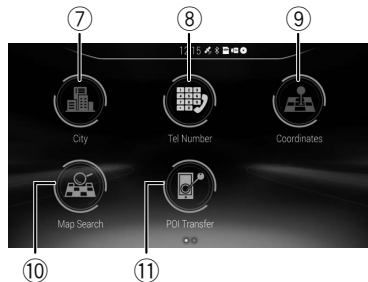 ⑦ ⑧ ⑨
12:15
City Tel Number Coordinates
Map Search POI Transfer
⑩ ⑪